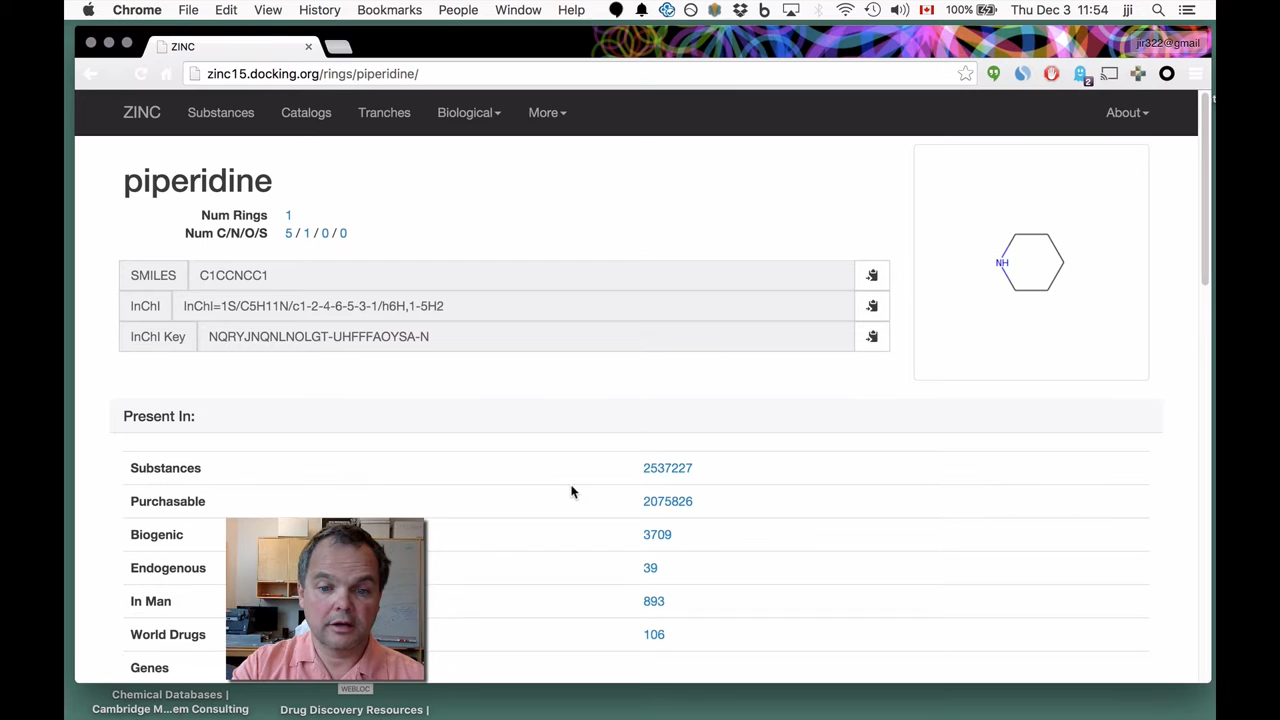 Chrome File Edit View History Bookmarks People Window Help 100% Thu Dec 3 11:54 jji
ZINC jir322@gmail
zinc15.docking.org/rings/piperidine/ 2
ZINC Substances Catalogs Tranches Biological More About
piperidine
Num Rings 1
Num C/N/O/S 5 / 1 / 0 / 0
SMILES C1CCNCC1
InChI InChI=1S/C5H11N/c1-2-4-6-5-3-1/h6H,1-5H2
InChI Key NQRYJNQNLNOLGT-UHFFFAOYSA-N
NH
Present In:
Substances 2537227
Purchasable 2075826
Biogenic 3709
Endogenous 39
In Man 893
World Drugs 106
Genes
WEBLOC
Chemical Databases |
Cambridge M...em Consulting
Drug Discovery Resources |